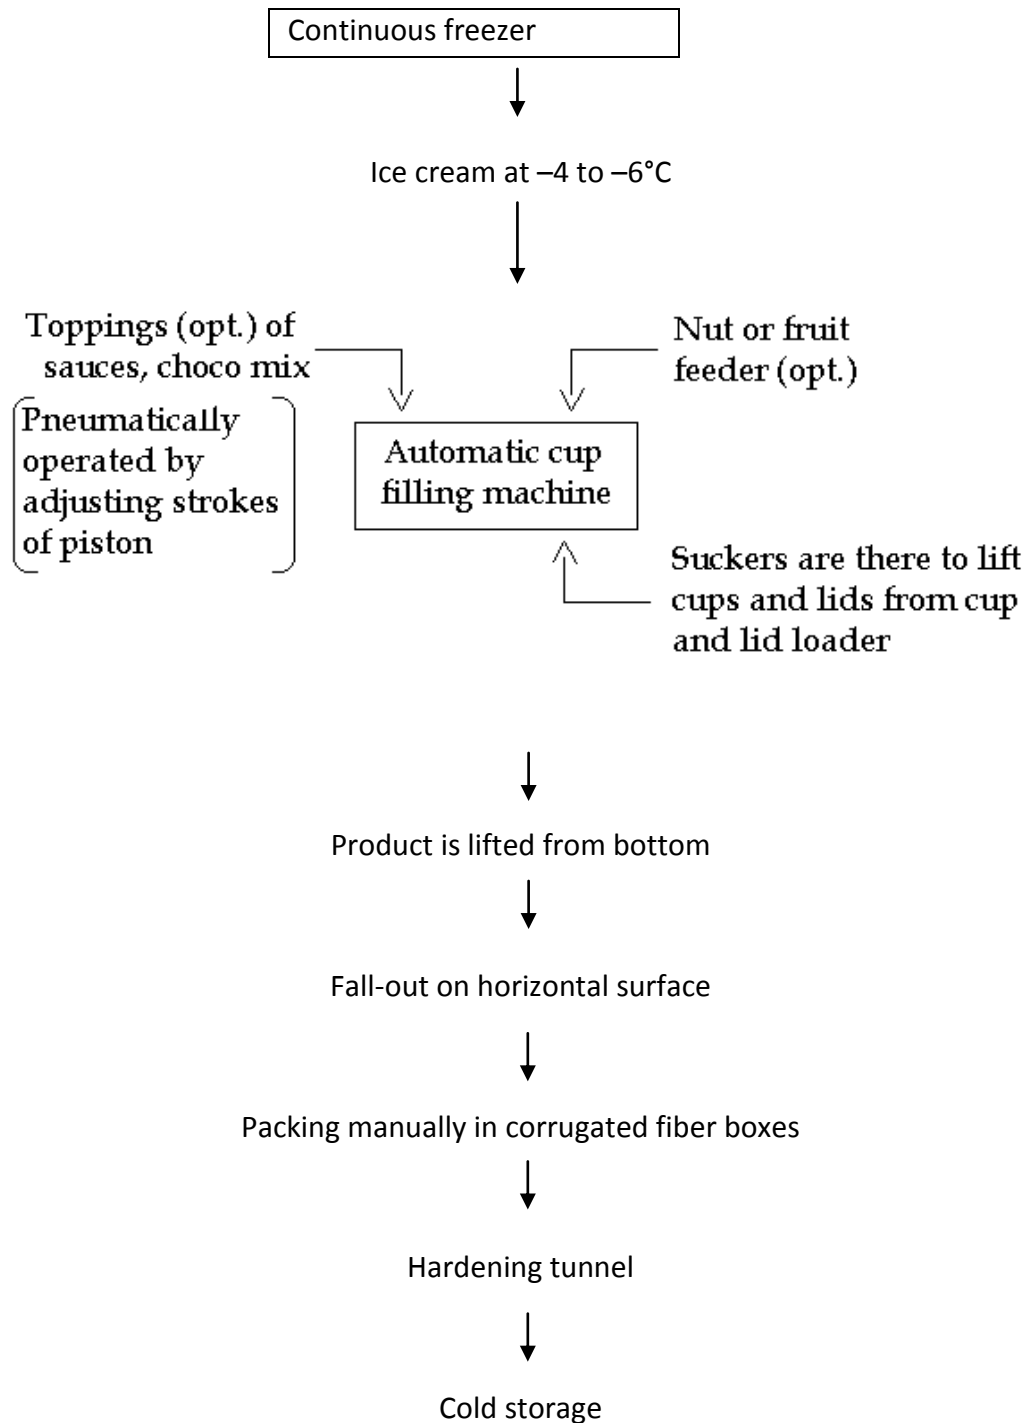 Continuous freezer
Ice cream at –4 to –6°C
Toppings (opt.) of
sauces, choco mix
Pneumatically
operated by
adjusting strokes
of piston
Nut or fruit
feeder (opt.)
Automatic cup
filling machine
Suckers are there to lift
cups and lids from cup
and lid loader
Product is lifted from bottom
Fall-out on horizontal surface
Packing manually in corrugated fiber boxes
Hardening tunnel
Cold storage